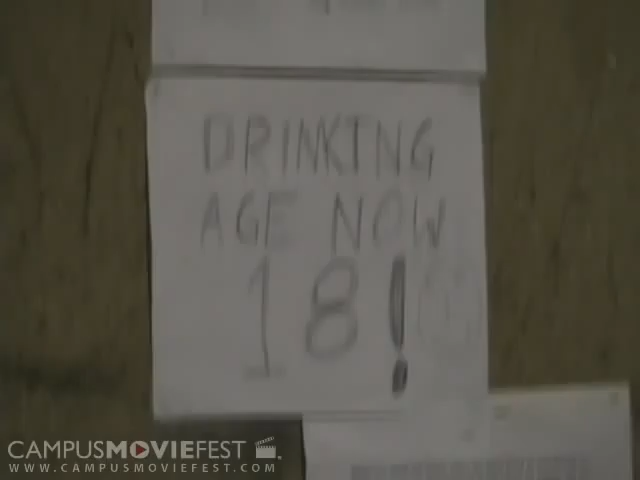 DRINKING
AGE NOW
18!
CAMPUSMOVIEFEST
WWW.CAMPUSMOVIEFEST.COM